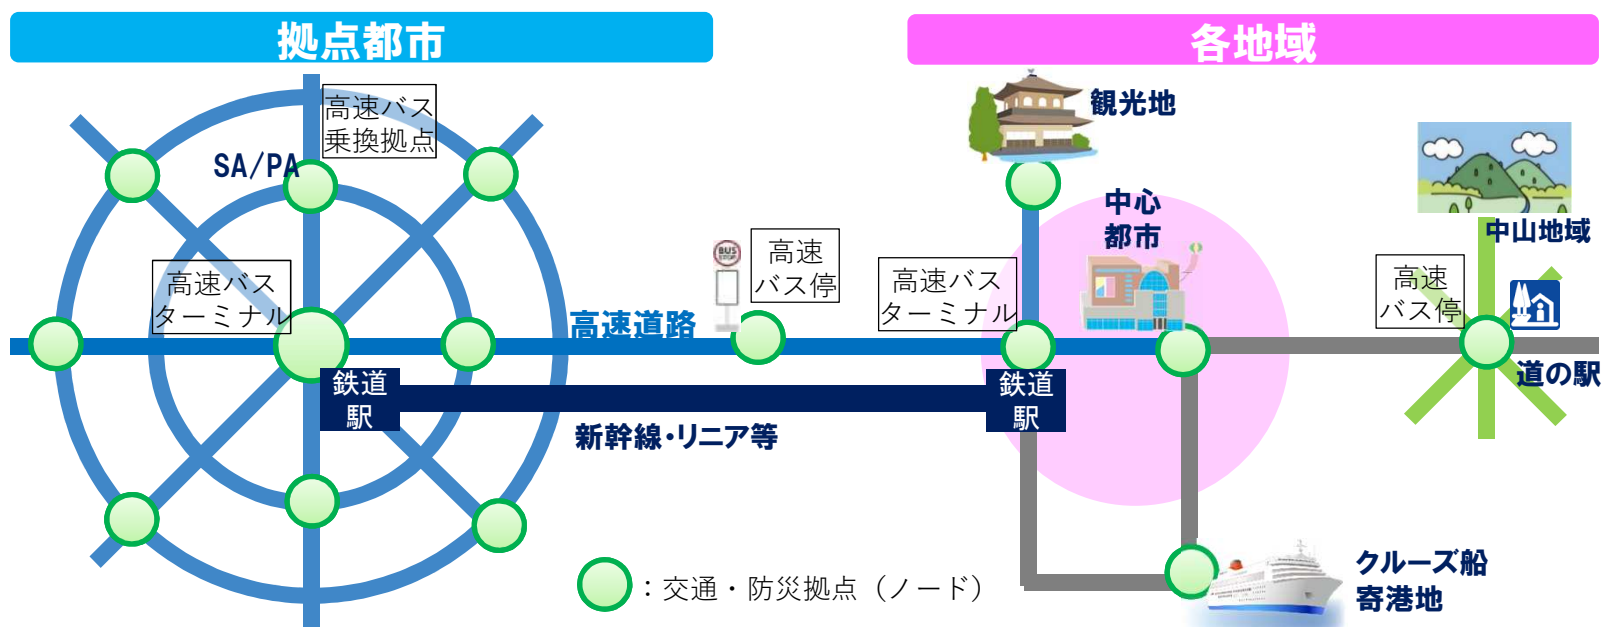 拠点都市
各地域
高速バス
乗換拠点
SA/PA
高速バス
ターミナル
鉄道
駅
高速道路
新幹線・リニア等
BUS
STOP
高速
バス停
高速バス
ターミナル
鉄道
駅
観光地
中心
都市
中山地域
高速
バス停
道の駅
クルーズ船
寄港地
：交通・防災拠点（ノード）